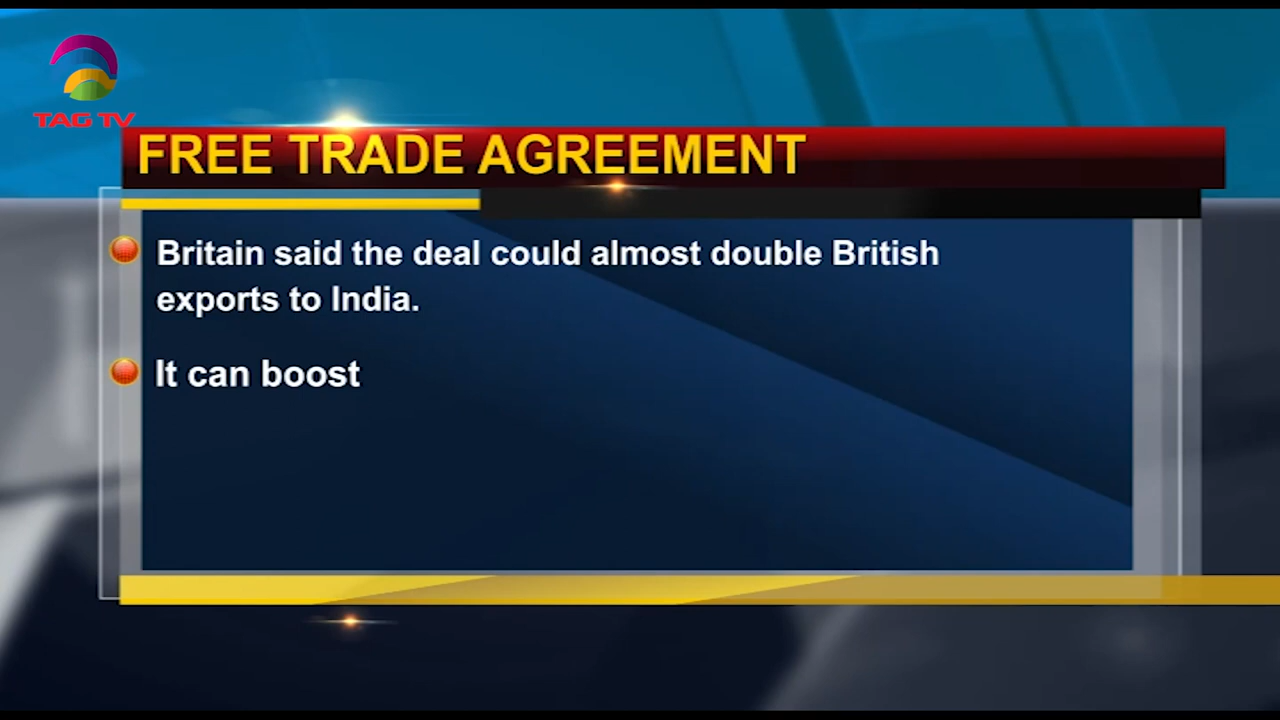 TAG TV
FREE TRADE AGREEMENT
Britain said the deal could almost double British
exports to India.
It can boost